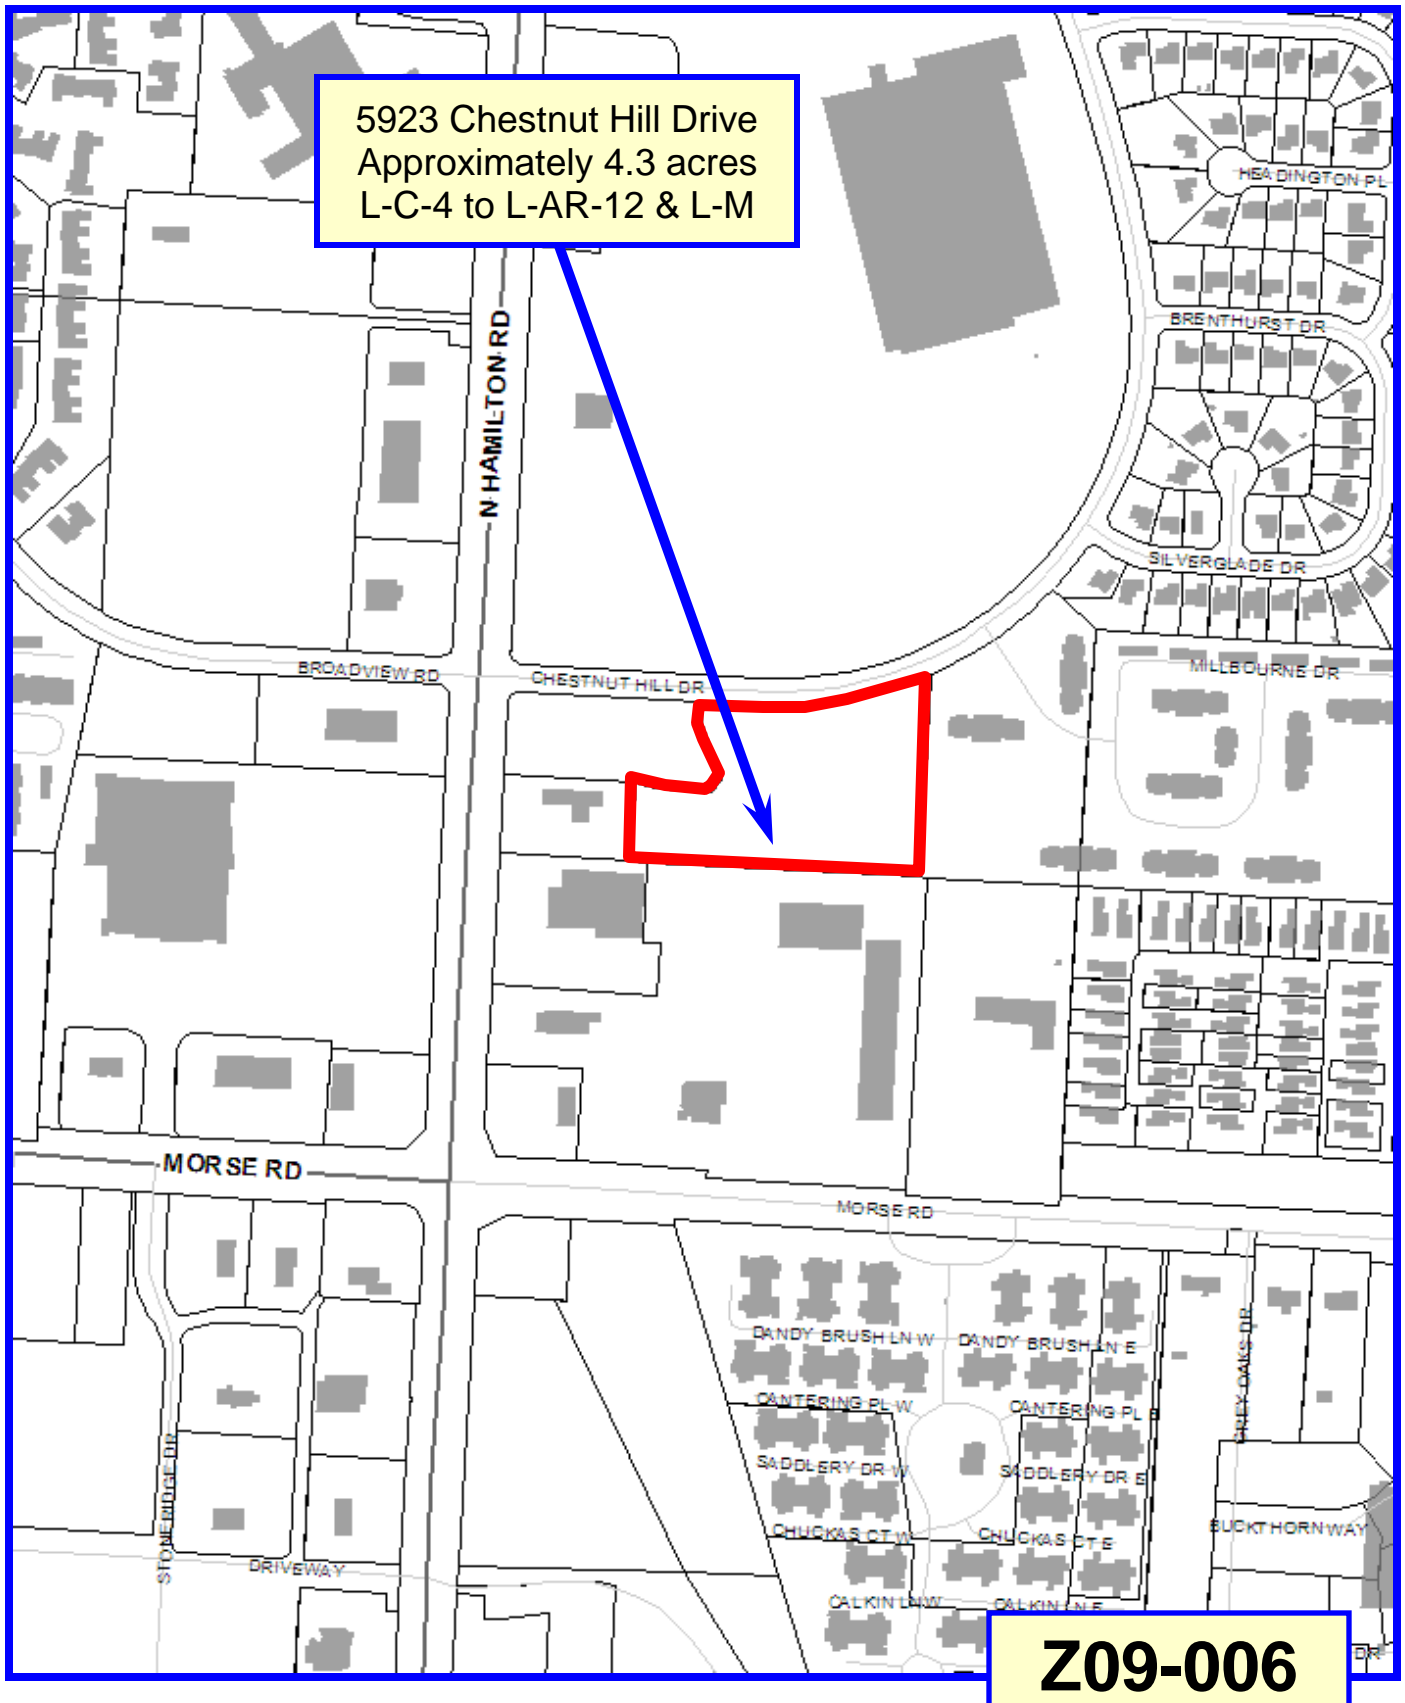 5923 Chestnut Hill Drive
Approximately 4.3 acres
L-C-4 to L-AR-12 & L-M
HEADINGTON PL
BRENTHURST DR
N HAMILTON RD
SILVERGLADE DR
BROADVIEW RD
CHESTNUT HILL DR
MILLBOURNE DR
MORSE RD
MORSE RD
DANDY BRUSH LN W
DANDY BRUSH LN E
GREY OAKS DR
CANTERING PL W
CANTERING PL E
SADDLERY DR W
SADDLERY DR E
STONERIDGE DR
CHUCKAS CT W
CHUCKAS CT E
BUCKTHORN WAY
DRIVEWAY
CALKIN LN W
CALKIN LN E
DR
Z09-006